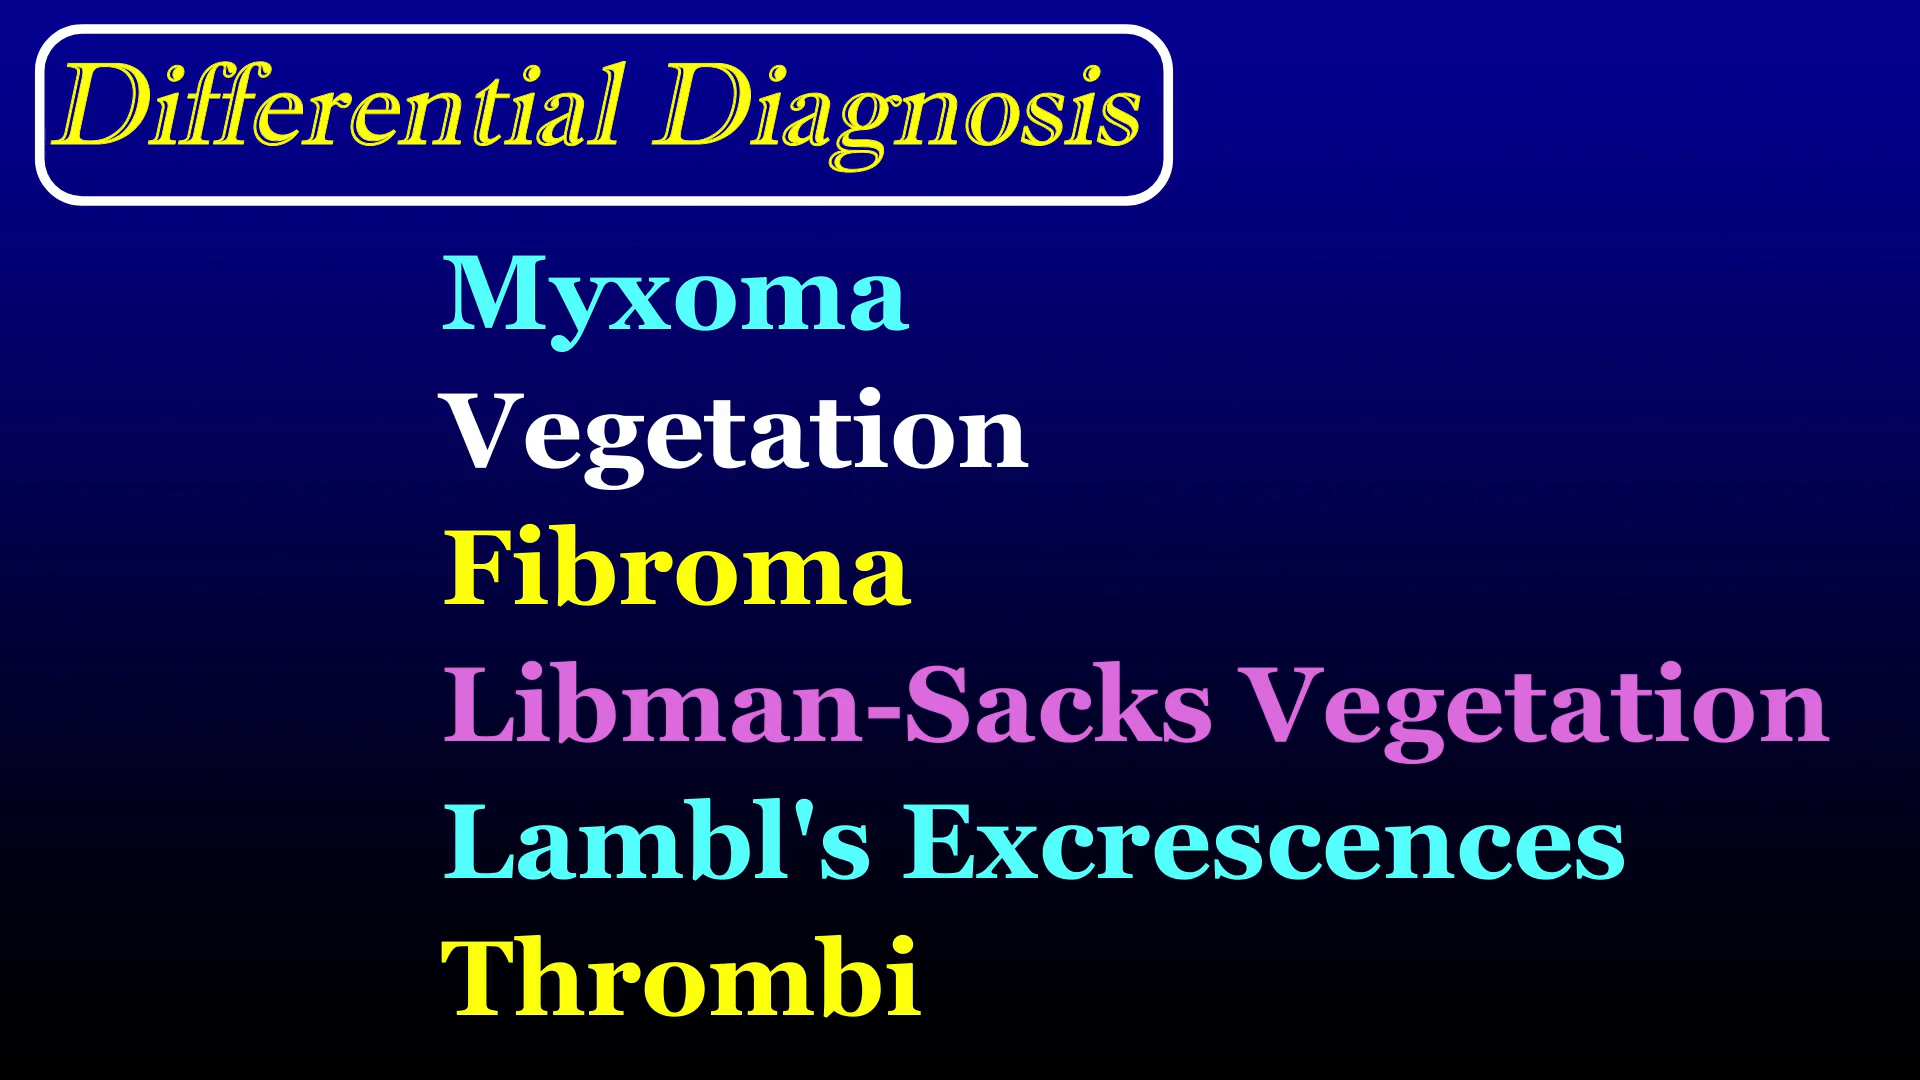 Differential Diagnosis
Myxoma
Vegetation
Fibroma
Libman-Sacks Vegetation
Lambl's Excrescences
Thrombi